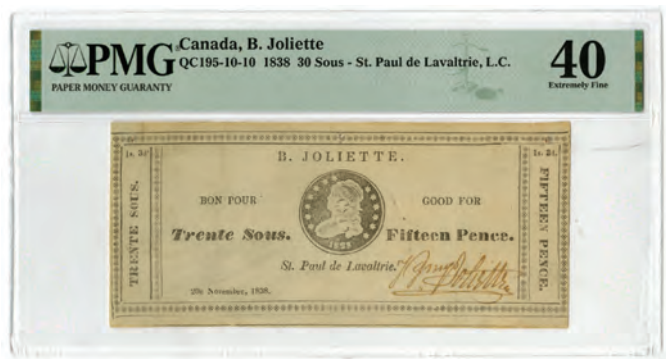 PMG
PAPER MONEY GUARANTY
Canada, B. Joliette
QC195-10-10 1838 30 Sous - St. Paul de Lavaltrie, L.C.
40
Extremely Fine
1s. 3d.
B. JOLIETTE.
1s. 3d.
TRENTE SOUS.
BON POUR
GOOD FOR
FIFTEEN PENCE.
Trente Sous.
Fifteen Pence.
1838
St. Paul de Lavaltrie.
Joliette
November, 1838.